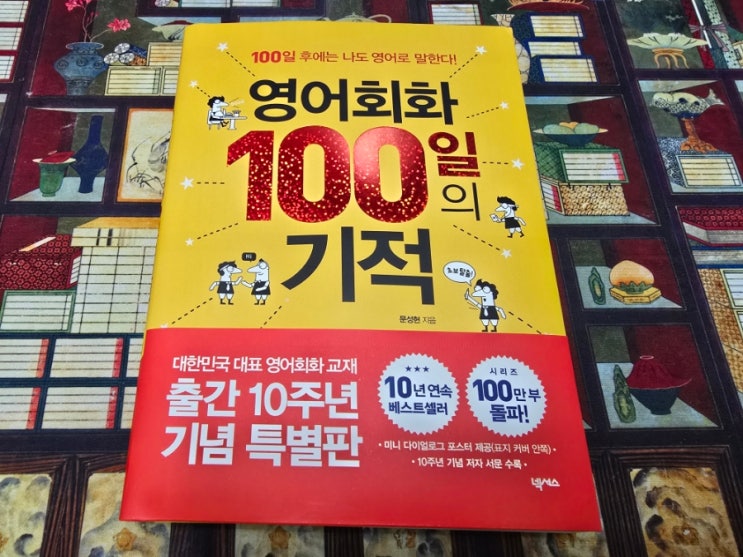 100일 후에는 나도 영어로 말한다!
영어회화
100일의
기적
Hi
초보탈출!
문성현 지음
대한민국 대표 영어회화 교재
출간 10주년
기념 특별판
★★★
10년 연속
베스트셀러
시리즈
100만 부
돌파!
• 미니 다이얼로그 포스터 제공(표지 커버 안쪽)
• 10주년 기념 저자 서문 수록 •
넥서스